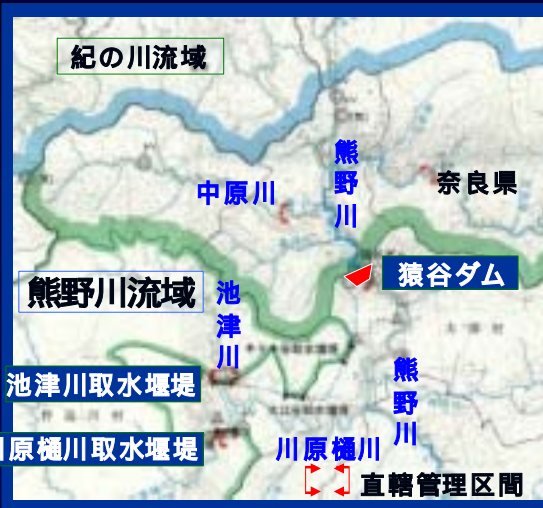 紀の川流域
熊野川
中原川
奈良県
猿谷ダム
熊野川流域
池津川
池津川取水堰堤
熊野川
原樋川取水堰堤
川原樋川
直轄管理区間